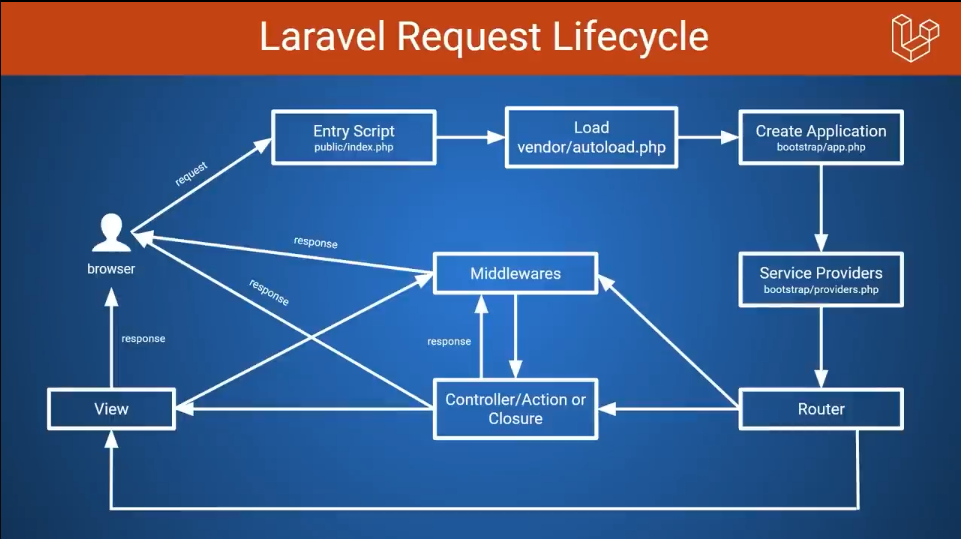 Laravel Request Lifecycle
Entry Script
public/index.php
Load
vendor/autoload.php
Create Application
bootstrap/app.php
request
browser
response
Middlewares
Service Providers
bootstrap/providers.php
response
response
response
View
Controller/Action or
Closure
Router